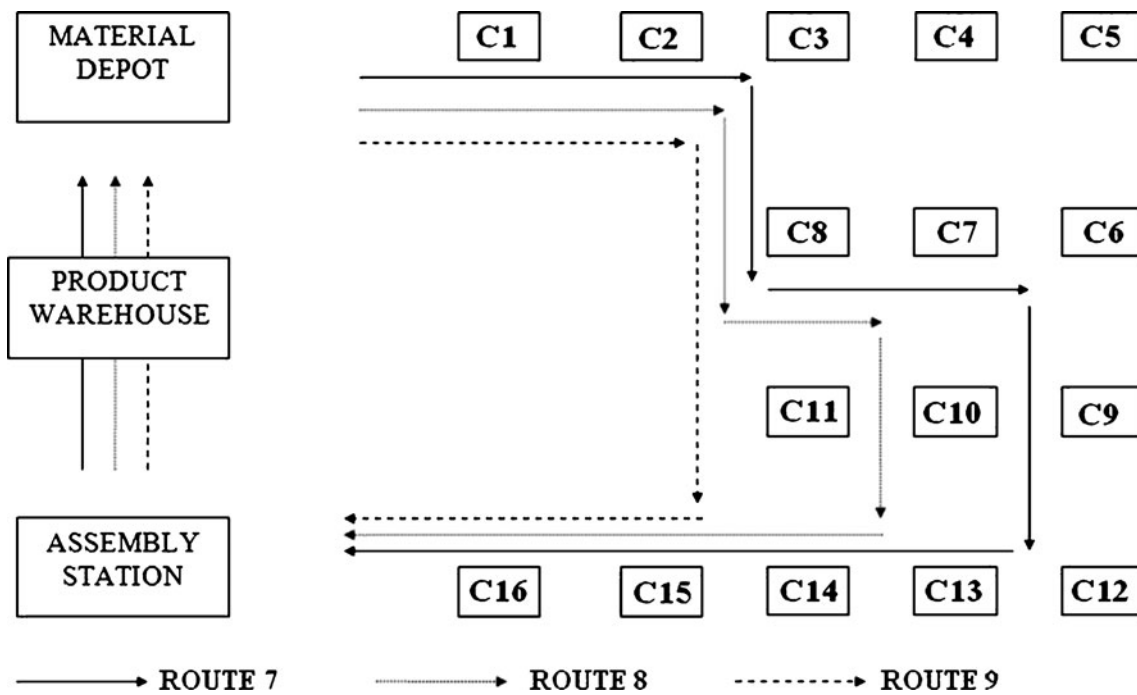 MATERIAL
DEPOT
C1 C2 C3 C4 C5
C8 C7 C6
PRODUCT
WAREHOUSE
C11 C10 C9
ASSEMBLY
STATION
C16 C15 C14 C13 C12
ROUTE 7 ROUTE 8 ROUTE 9